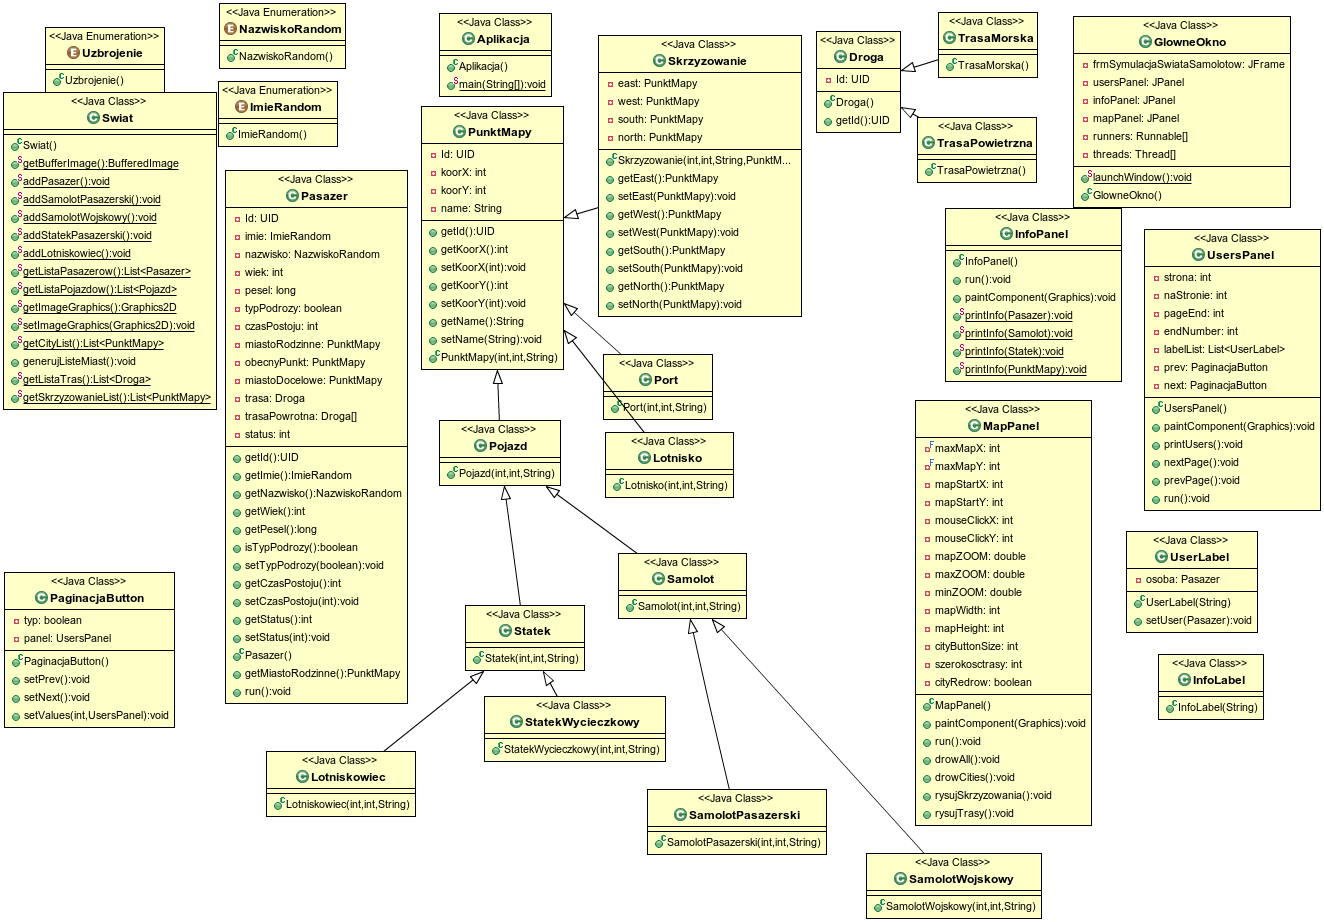 <<Java Enumeration>>
Uzbrojenie
Uzbrojenie()
<<Java Enumeration>>
NazwiskoRandom
NazwiskoRandom()
<<Java Enumeration>>
ImieRandom
ImieRandom()
<<Java Class>>
Swiat
Swiat()
getBufferImage():BufferedImage
addPasazer():void
addSamolotPasazerski():void
addSamolotWojskowy():void
addStatekPasazerski():void
addLotniskowiec():void
getListaPasazerow():List<Pasazer>
getListaPojazdow():List<Pojazd>
getImageGraphics():Graphics2D
setImageGraphics(Graphics2D):void
getCityList():List<PunktMapy>
generujListeMiast():void
getListaTras():List<Droga>
getSkrzyzowanieList():List<PunktMapy>
<<Java Class>>
Pasazer
Id: UID
imie: ImieRandom
nazwisko: NazwiskoRandom
wiek: int
pesel: long
typPodrozy: boolean
czasPostoju: int
miastoRodzinne: PunktMapy
obecnyPunkt: PunktMapy
miastoDocelowe: PunktMapy
trasa: Droga
trasaPowrotna: Droga[]
status: int
getId():UID
getImie():ImieRandom
getNazwisko():NazwiskoRandom
getWiek():int
getPesel():long
isTypPodrozy():boolean
setTypPodrozy(boolean):void
getCzasPostoju():int
setCzasPostoju(int):void
getStatus():int
setStatus(int):void
Pasazer()
getMiastoRodzinne():PunktMapy
run():void
<<Java Class>>
PaginacjaButton
typ: boolean
panel: UsersPanel
PaginacjaButton()
setPrev():void
setNext():void
setValues(int,UsersPanel):void
<<Java Class>>
Aplikacja
Aplikacja()
main(String[]):void
<<Java Class>>
PunktMapy
Id: UID
koorX: int
koorY: int
name: String
getId():UID
getKoorX():int
setKoorX(int):void
getKoorY():int
setKoorY(int):void
getName():String
setName(String):void
PunktMapy(int,int,String)
<<Java Class>>
Skrzyzowanie
east: PunktMapy
west: PunktMapy
south: PunktMapy
north: PunktMapy
Skrzyzowanie(int,int,String,PunktM...
getEast():PunktMapy
setEast(PunktMapy):void
getWest():PunktMapy
setWest(PunktMapy):void
getSouth():PunktMapy
setSouth(PunktMapy):void
getNorth():PunktMapy
setNorth(PunktMapy):void
<<Java Class>>
Port
Port(int,int,String)
<<Java Class>>
Lotnisko
Lotnisko(int,int,String)
<<Java Class>>
Pojazd
Pojazd(int,int,String)
<<Java Class>>
Samolot
Samolot(int,int,String)
<<Java Class>>
Statek
Statek(int,int,String)
<<Java Class>>
StatekWycieczkowy
StatekWycieczkowy(int,int,String)
<<Java Class>>
Lotniskowiec
Lotniskowiec(int,int,String)
<<Java Class>>
SamolotPasazerski
SamolotPasazerski(int,int,String)
<<Java Class>>
SamolotWojskowy
SamolotWojskowy(int,int,String)
<<Java Class>>
Droga
Id: UID
Droga()
getId():UID
<<Java Class>>
TrasaMorska
TrasaMorska()
<<Java Class>>
TrasaPowietrzna
TrasaPowietrzna()
<<Java Class>>
GlowneOkno
frmSymulacjaSwiataSamolotow: JFrame
usersPanel: JPanel
infoPanel: JPanel
mapPanel: JPanel
runners: Runnable[]
threads: Thread[]
launchWindow():void
GlowneOkno()
<<Java Class>>
InfoPanel
InfoPanel()
run():void
paintComponent(Graphics):void
printInfo(Pasazer):void
printInfo(Samolot):void
printInfo(Statek):void
printInfo(PunktMapy):void
<<Java Class>>
UsersPanel
strona: int
naStronie: int
pageEnd: int
endNumber: int
labelList: List<UserLabel>
prev: PaginacjaButton
next: PaginacjaButton
UsersPanel()
paintComponent(Graphics):void
printUsers():void
nextPage():void
prevPage():void
run():void
<<Java Class>>
MapPanel
maxMapX: int
maxMapY: int
mapStartX: int
mapStartY: int
mouseClickX: int
mouseClickY: int
mapZOOM: double
maxZOOM: double
minZOOM: double
mapWidth: int
mapHeight: int
cityButtonSize: int
szerokosctrasy: int
cityRedrow: boolean
MapPanel()
paintComponent(Graphics):void
run():void
drowAll():void
drowCities():void
rysujSkrzyzowania():void
rysujTrasy():void
<<Java Class>>
UserLabel
osoba: Pasazer
UserLabel(String)
setUser(Pasazer):void
<<Java Class>>
InfoLabel
InfoLabel(String)